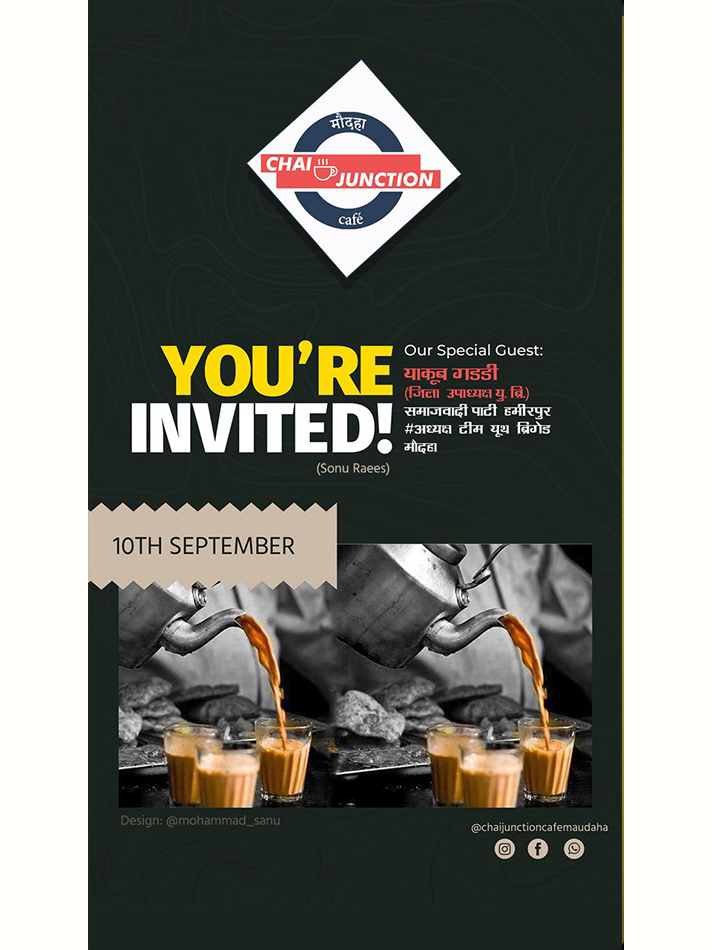 मौदहा
CHAI
JUNCTION
café
YOU'RE
INVITED!
(Sonu Raees)
Our Special Guest:
याकूब गडडी
(जिला उपाध्यक्ष यु. ब्रि.)
समाजवादी पाटी हमीरपुर
#अध्यक्ष टीम यूथ ब्रिगेड
मौदहा
10TH SEPTEMBER
Design: @mohammad_sanu
@chaijunctioncafemaudaha